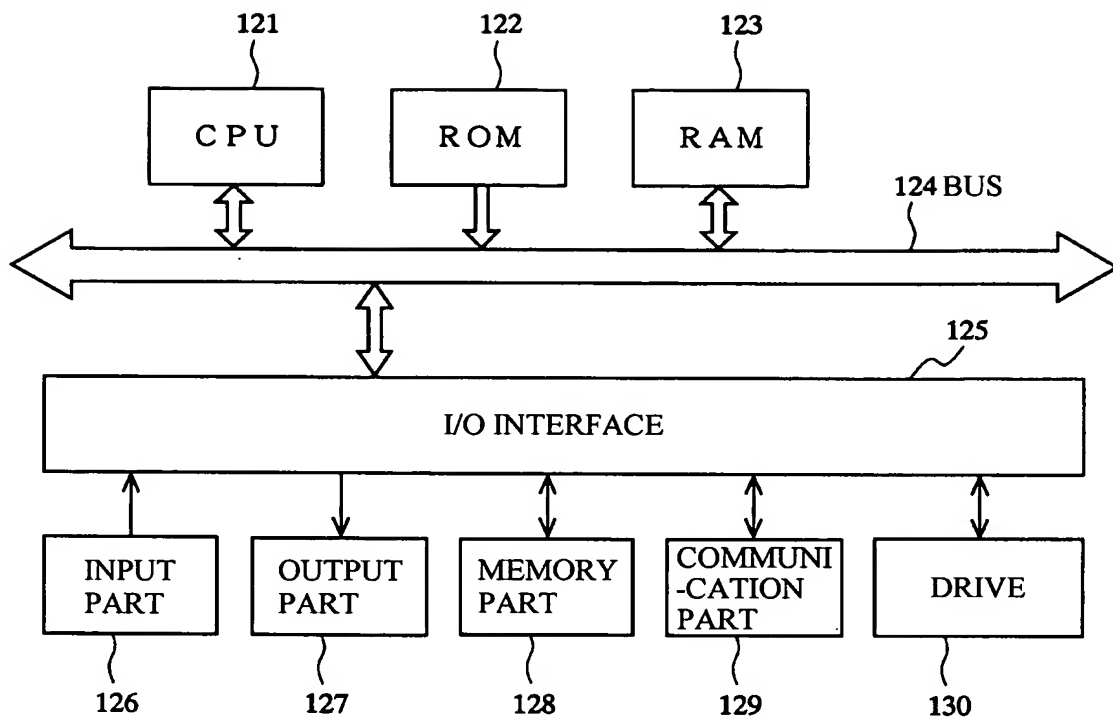 121
122
123
CPU
ROM
RAM
124 BUS
125
I/O INTERFACE
INPUT
PART
OUTPUT
PART
MEMORY
PART
COMMUNI
-CATION
PART
DRIVE
126
127
128
129
130